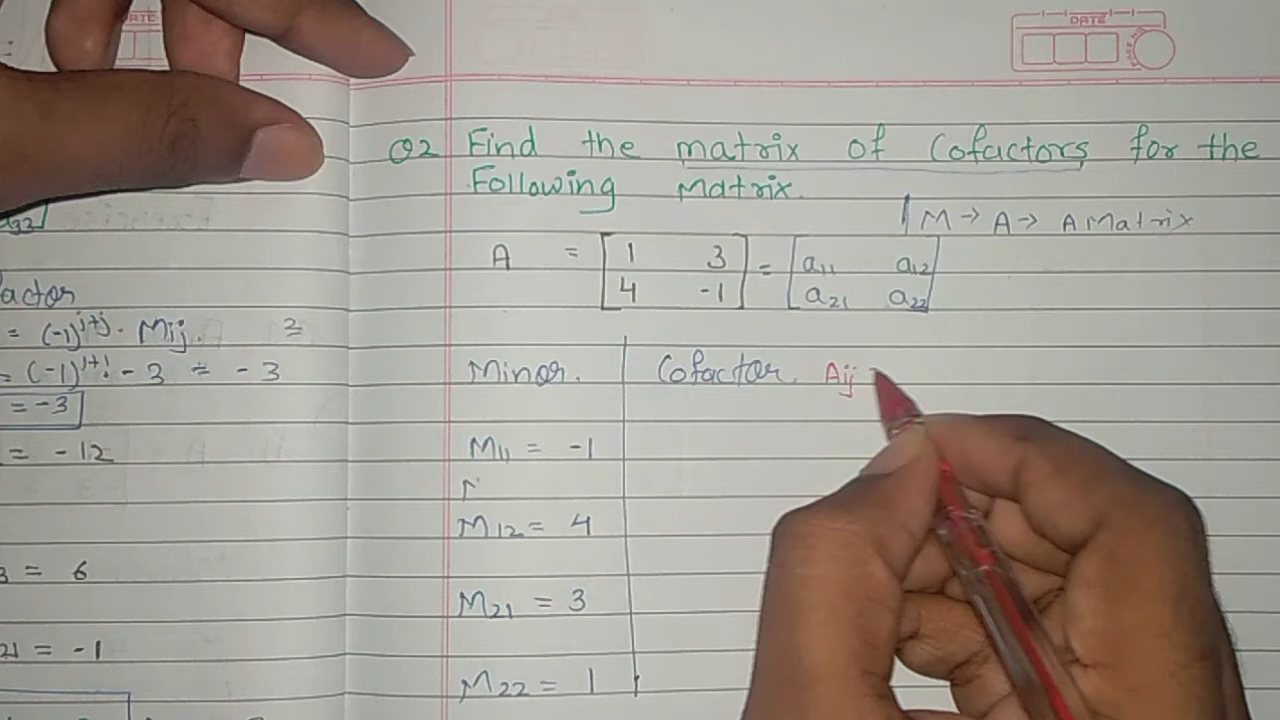 DATE
DATE
Q2 Find the matrix of Cofactors for the
Following Matrix.
M → A → A Matrix
A = [ 1 3 ] = [ a11 a12 ]
[ 4 -1 ] [ a21 a22 ]
Minor. Cofactor. Aij
M11 = -1
M12 = 4
M21 = 3
M22 = 1
a32]
actor
= (-1)^i+j . Mij.
= (-1)^1+1 - 3 = - 3
= -3
= -12
3 = 6
21 = -1